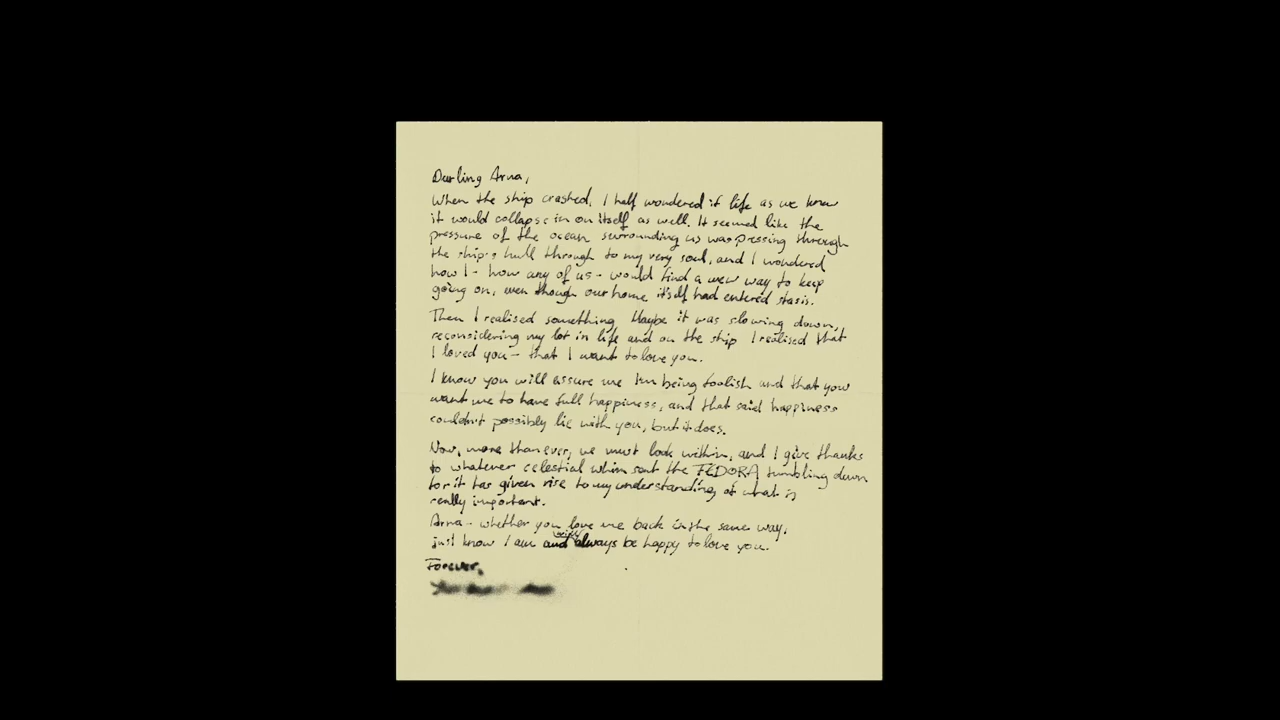 Darling Arna,
When the ship crashed, I half wondered if life as we knew
it would collapse in on itself as well. It seemed like the
pressure of the ocean surrounding us was pressing through
the ship's hull through to my very soul, and I wondered
how I - how any of us - would find a new way to keep
going on, even though our home itself had entered stasis.
Then I realised something. Maybe it was slowing down,
reconsidering my lot in life and on the ship I realised that
I loved you - that I want to love you.
I know you will assure me I'm being foolish and that you
want me to have full happiness, and that said happiness
couldn't possibly lie with you, but it does.
Now, more than ever, we must look within, and I give thanks
to whatever celestial whim sent the FEDORA tumbling down
for it has given rise to my understanding of what is
really important.
Arna - whether you love me back in the same way,
just know I am and will always be happy to love you.
Forever,